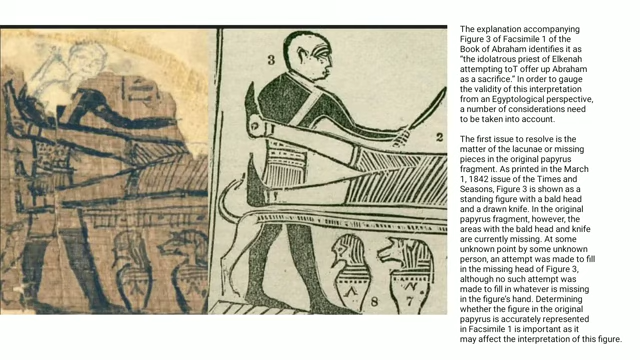 The explanation accompanying
Figure 3 of Facsimile 1 of the
Book of Abraham identifies it as
“the idolatrous priest of Elkenah
attempting toT offer up Abraham
as a sacrifice.” In order to gauge
the validity of this interpretation
from an Egyptological perspective,
a number of considerations need
to be taken into account.
The first issue to resolve is the
matter of the lacunae or missing
pieces in the original papyrus
fragment. As printed in the March
1, 1842 issue of the Times and
Seasons, Figure 3 is shown as a
standing figure with a bald head
and a drawn knife. In the original
papyrus fragment, however, the
areas with the bald head and knife
are currently missing. At some
unknown point by some unknown
person, an attempt was made to fill
in the missing head of Figure 3,
although no such attempt was
made to fill in whatever is missing
in the figure's hand. Determining
whether the figure in the original
papyrus is accurately represented
in Facsimile 1 is important as it
may affect the interpretation of this figure.
3
2
8
7